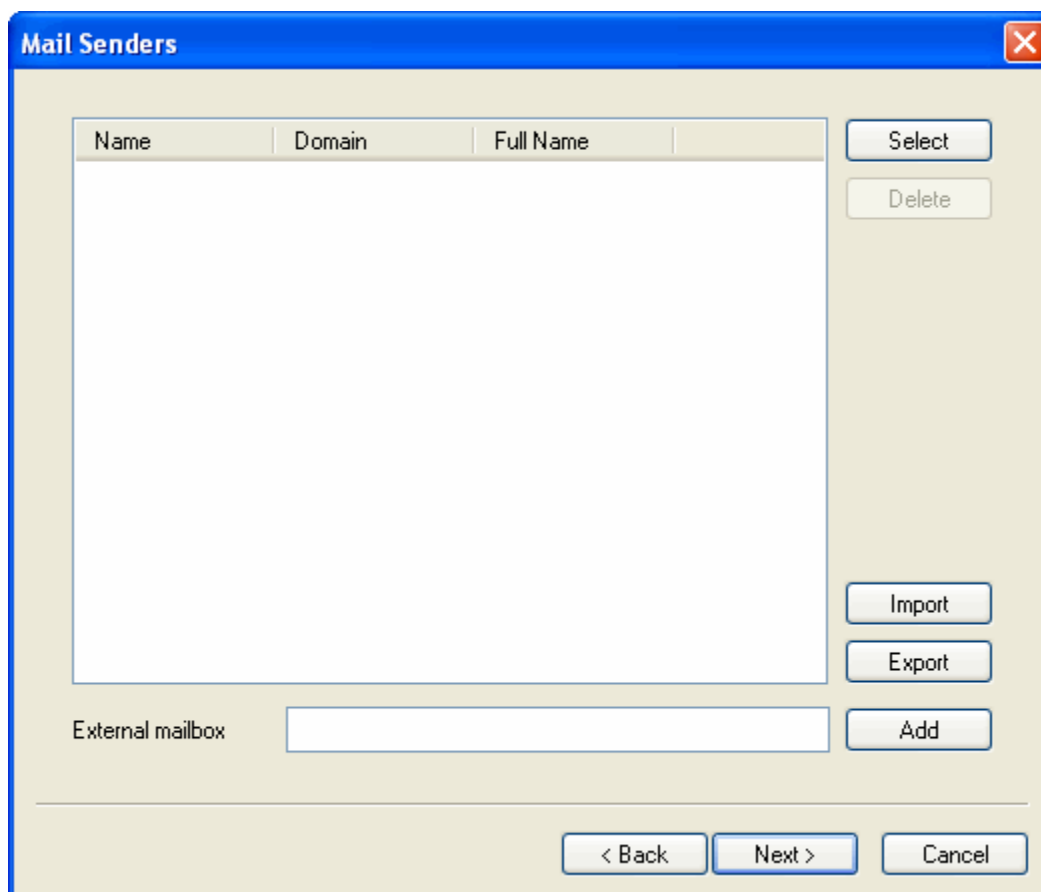 Mail Senders
Name Domain Full Name
Select
Delete
Import
Export
External mailbox
Add
< Back Next > Cancel